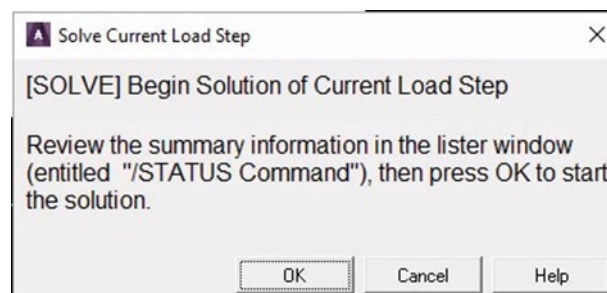 Solve Current Load Step
[SOLVE] Begin Solution of Current Load Step
Review the summary information in the lister window
(entitled "/STATUS Command"), then press OK to start
the solution.
OK Cancel Help